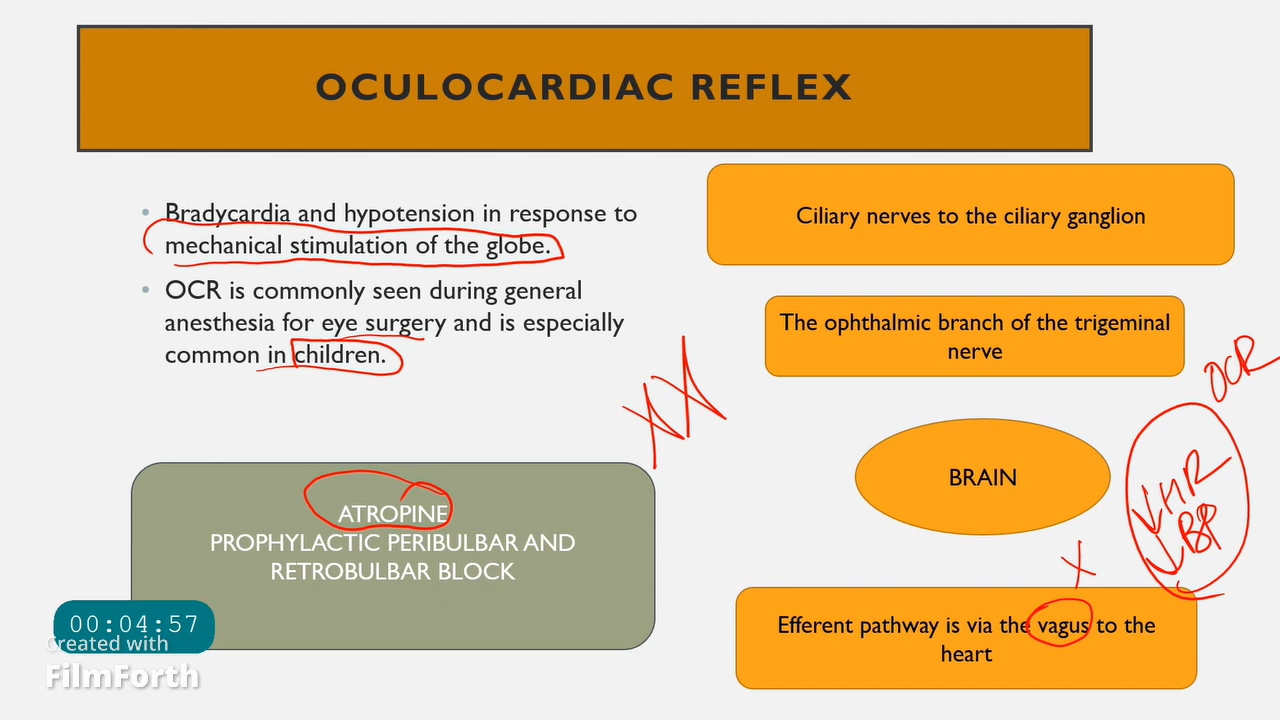 OCULOCARDIAC REFLEX
Bradycardia and hypotension in response to
mechanical stimulation of the globe.
OCR is commonly seen during general
anesthesia for eye surgery and is especially
common in children.
ATROPINE
PROPHYLACTIC PERIBULBAR AND
RETROBULBAR BLOCK
Ciliary nerves to the ciliary ganglion
The ophthalmic branch of the trigeminal
nerve
OCR
BRAIN
↓HR
↓BP
X
Efferent pathway is via the vagus to the
heart
00:04:57
Created with
FilmForth